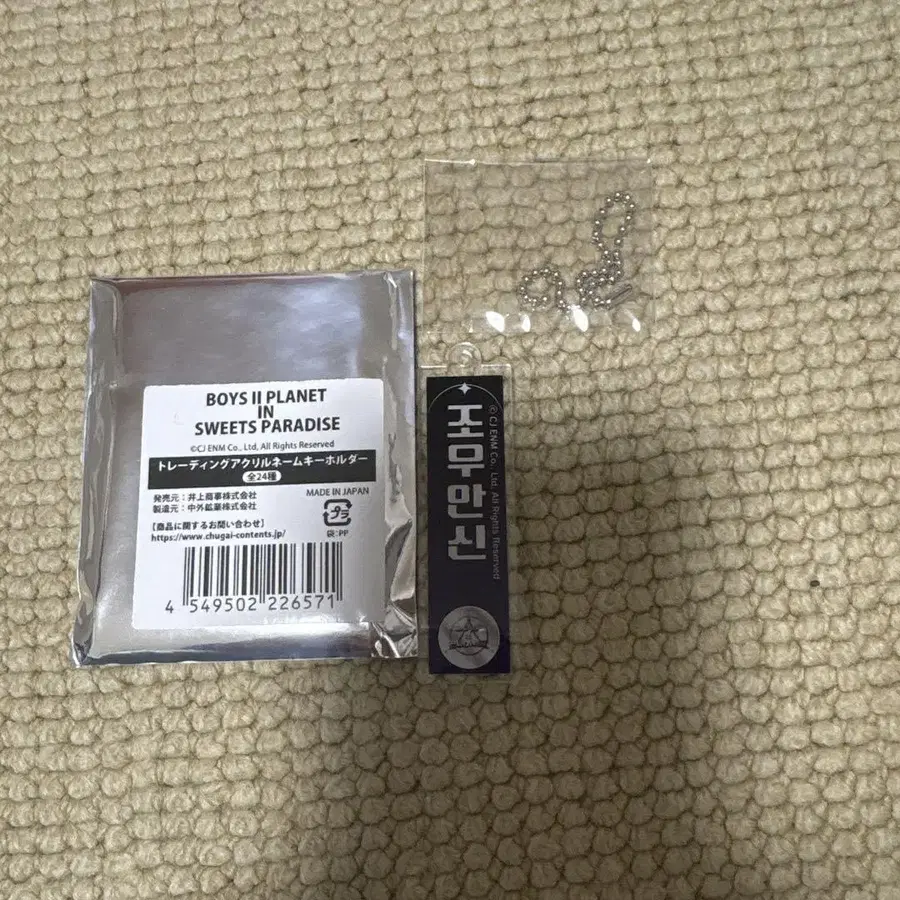 BOYS II PLANET
IN
SWEETS PARADISE
©CJ ENM Co., Ltd, All Rights Reserved
トレーディングアクリルネームキーホルダー
全24種
発売元：井上商事株式会社
製造元：中外鉱業株式会社
MADE IN JAPAN
プラ
袋:PP
【商品に関するお問い合わせ】
https://www.chugai-contents.jp/
4 549502 226571
조우안신
© CJ ENM Co., Ltd, All Rights Reserved